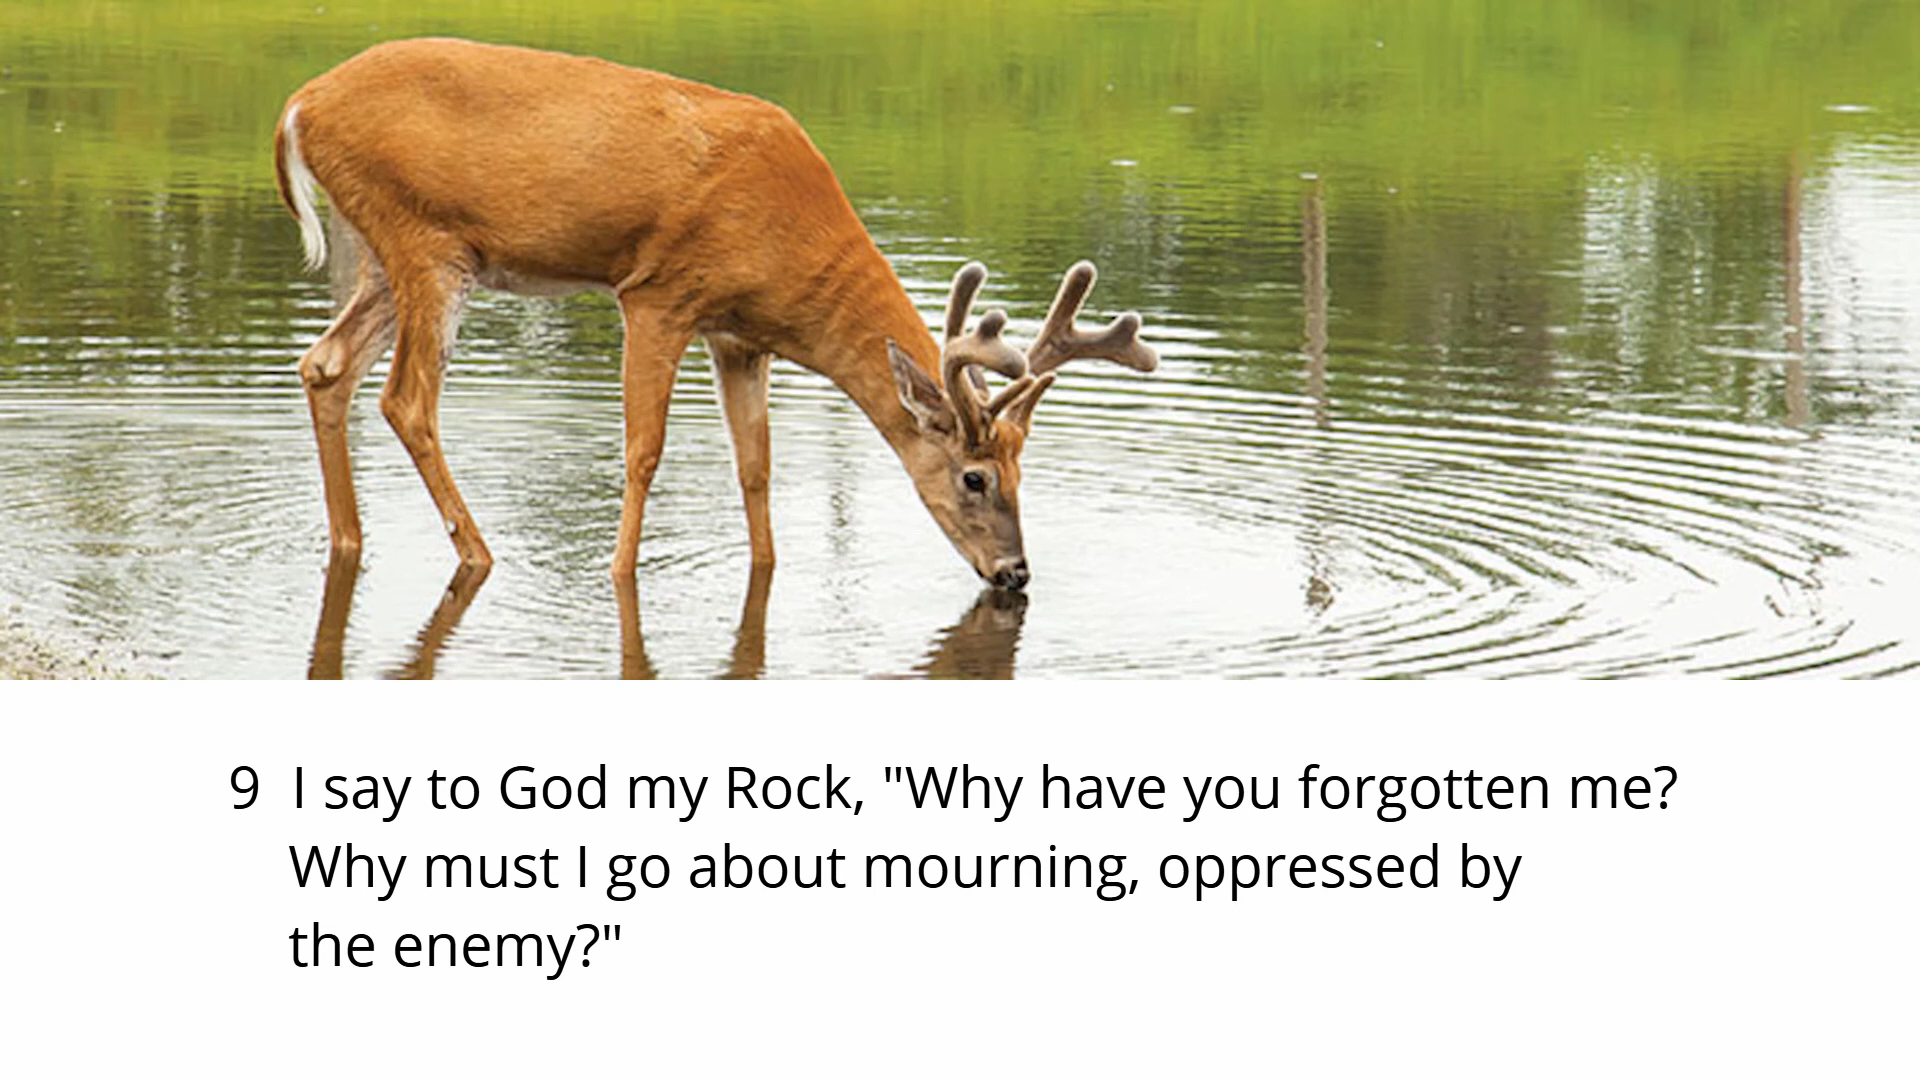 9 I say to God my Rock, "Why have you forgotten me?
Why must I go about mourning, oppressed by
the enemy?"